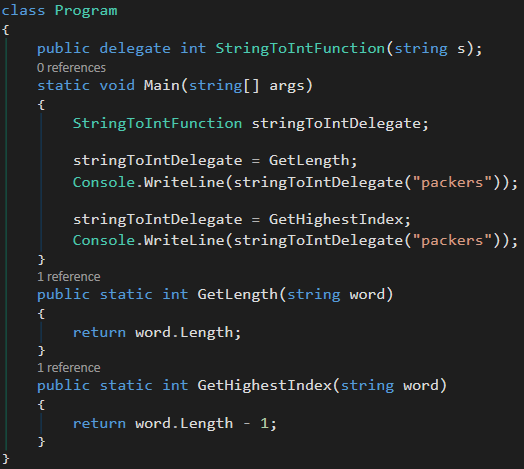 class Program
{
    public delegate int StringToIntFunction(string s);
    0 references
    static void Main(string[] args)
    {
        StringToIntFunction stringToIntDelegate;

        stringToIntDelegate = GetLength;
        Console.WriteLine(stringToIntDelegate("packers"));

        stringToIntDelegate = GetHighestIndex;
        Console.WriteLine(stringToIntDelegate("packers"));
    }
    1 reference
    public static int GetLength(string word)
    {
        return word.Length;
    }
    1 reference
    public static int GetHighestIndex(string word)
    {
        return word.Length - 1;
    }
}